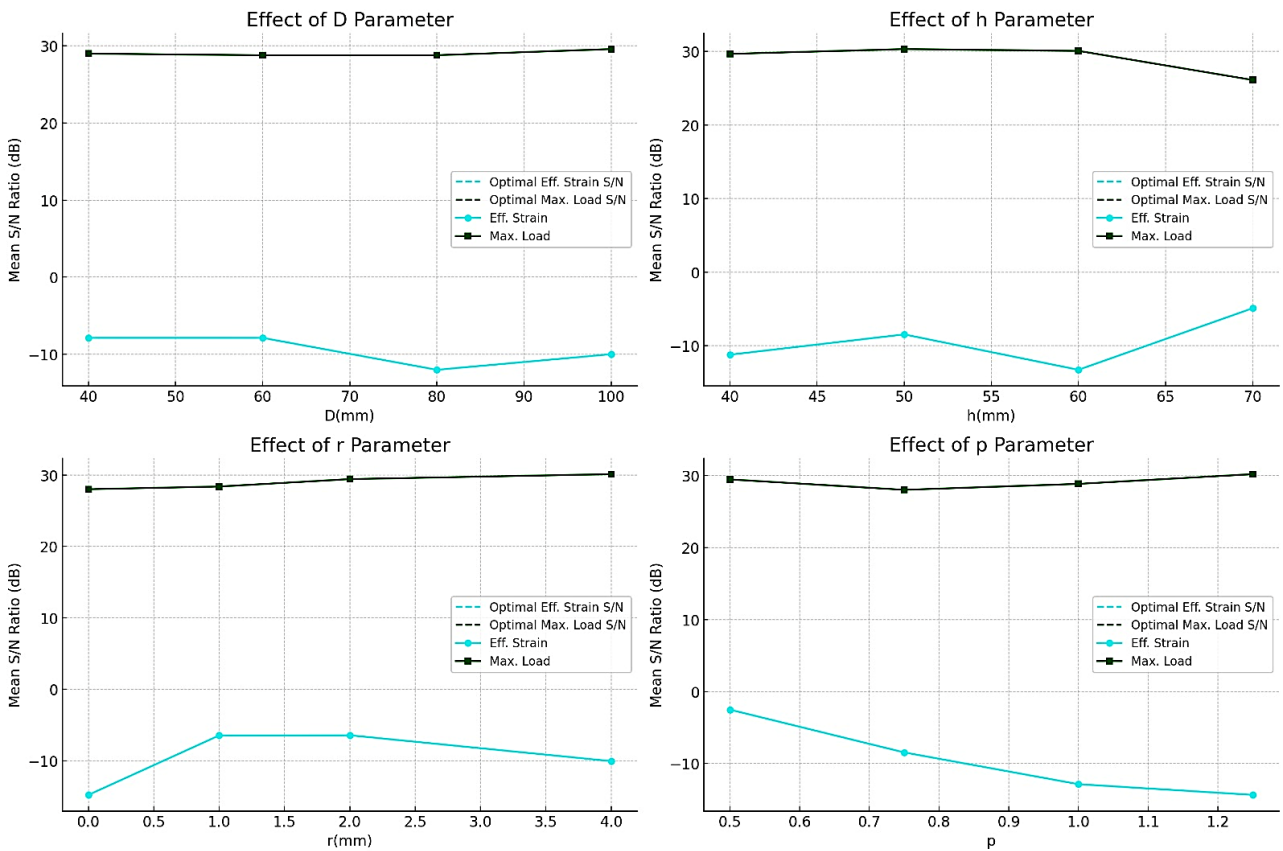 Effect of D Parameter
Mean S/N Ratio (dB)
30
20
10
0
−10
40 50 60 70 80 90 100
D(mm)
Optimal Eff. Strain S/N
Optimal Max. Load S/N
Eff. Strain
Max. Load
Effect of h Parameter
Mean S/N Ratio (dB)
30
20
10
0
−10
40 45 50 55 60 65 70
h(mm)
Optimal Eff. Strain S/N
Optimal Max. Load S/N
Eff. Strain
Max. Load
Effect of r Parameter
Mean S/N Ratio (dB)
30
20
10
0
−10
0.0 0.5 1.0 1.5 2.0 2.5 3.0 3.5 4.0
r(mm)
Optimal Eff. Strain S/N
Optimal Max. Load S/N
Eff. Strain
Max. Load
Effect of p Parameter
Mean S/N Ratio (dB)
30
20
10
0
−10
0.5 0.6 0.7 0.8 0.9 1.0 1.1 1.2
p
Optimal Eff. Strain S/N
Optimal Max. Load S/N
Eff. Strain
Max. Load